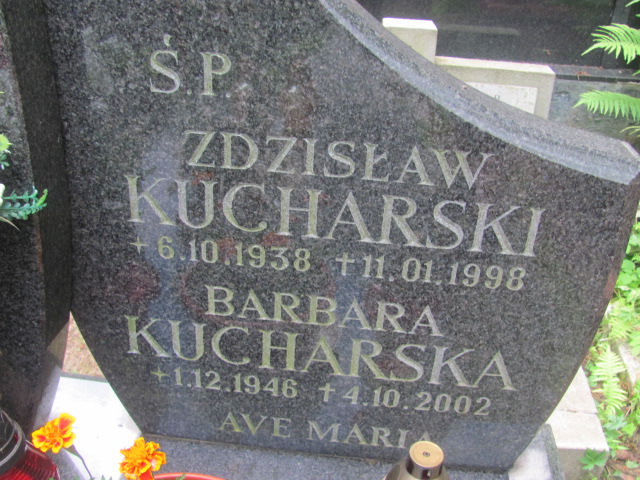 Ś.P.
ZDZISŁAW
KUCHARSKI
+ 6.10.1938 † 11.01.1998
BARBARA
KUCHARSKA
+ 1.12.1946 † 4.10.2002
AVE MARIA